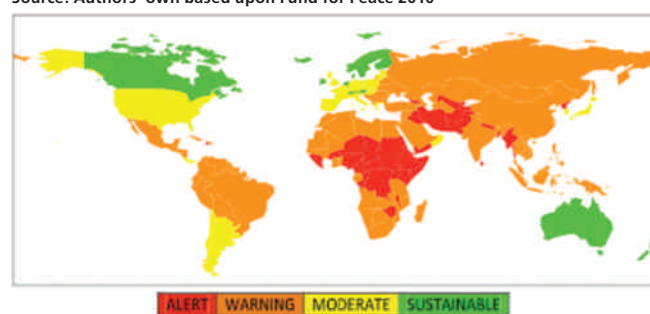 Source: Authors' own based upon Fund for Peace 2010
ALERT WARNING MODERATE SUSTAINABLE